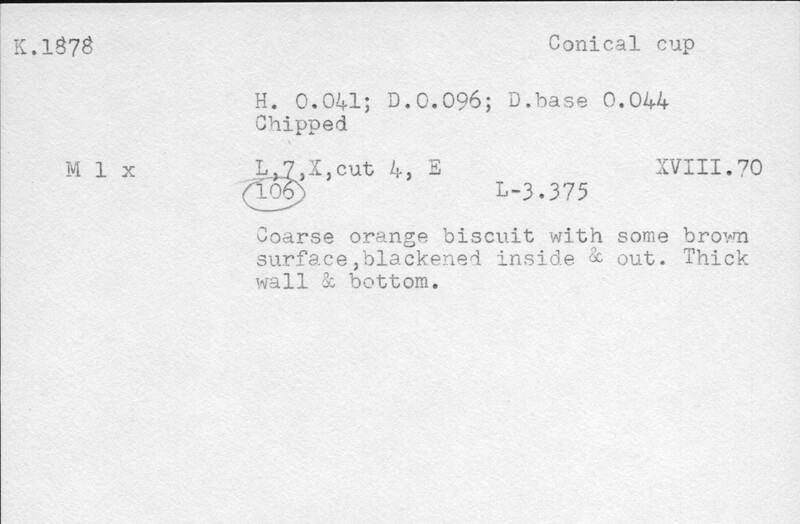 K.1878 Conical cup
H. 0.041; D.0.096; D.base 0.044
Chipped
M 1 x L,7,X,cut 4, E XVIII.70
106 L-3.375
Coarse orange biscuit with some brown
surface,blackened inside & out. Thick
wall & bottom.